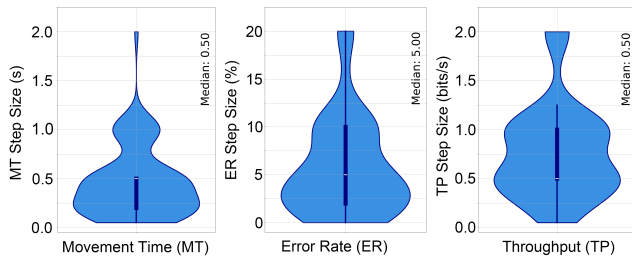 MT Step Size (s)
2.0
1.5
1.0
0.5
0.0
Median: 0.50
Movement Time (MT)
ER Step Size (%)
20
15
10
5
0
Median: 5.00
Error Rate (ER)
TP Step Size (bits/s)
2.0
1.5
1.0
0.5
0.0
Median: 0.50
Throughput (TP)